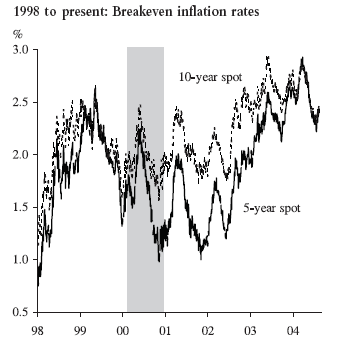 1998 to present: Breakeven inflation rates
%
3.0
10-year spot
2.5
2.0
1.5
5-year spot
1.0
0.5
98 99 00 01 02 03 04